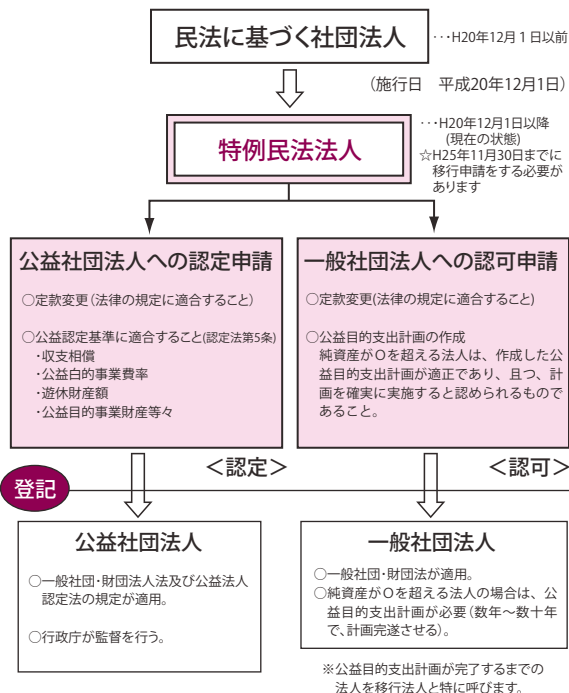 民法に基づく社団法人
･･･H20年12月1日以前
（施行日　平成20年12月1日）
特例民法法人
･･･H20年12月1日以降
(現在の状態)
☆H25年11月30日までに
移行申請をする必要が
あります
公益社団法人への認定申請
○定款変更（法律の規定に適合すること）
○公益認定基準に適合すること(認定法第5条)
・収支相償
・公益白的事業費率
・遊休財産額
・公益目的事業財産等々
一般社団法人への認可申請
○定款変更(法律の規定に適合すること)
○公益目的支出計画の作成
純資産がＯを超える法人は、作成した公
益目的支出計画が適正であり、且つ、計
画を確実に実施すると認められるもので
あること。
＜認定＞
＜認可＞
登記
公益社団法人
○一般社団・財団法人法及び公益法人
認定法の規定が適用。
○行政庁が監督を行う。
一般社団法人
○一般社団・財団法が適用。
○純資産がＯを超える法人の場合は、公
益目的支出計画が必要（数年〜数十年
で、計画完遂させる）。
※公益目的支出計画が完了するまでの
法人を移行法人と特に呼びます。